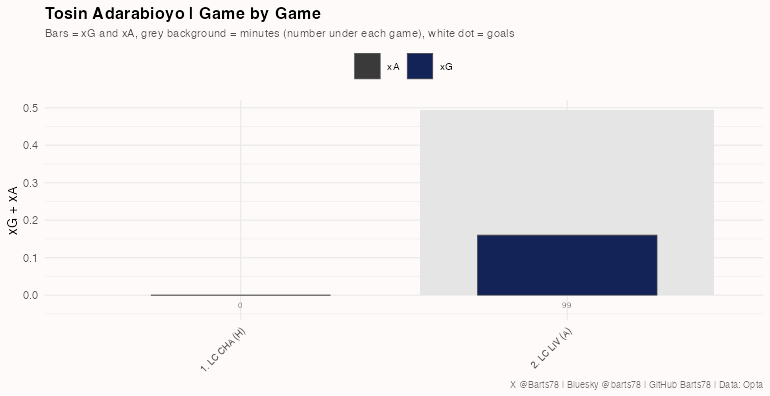 Tosin Adarabioyo | Game by Game
Bars = xG and xA, grey background = minutes (number under each game), white dot = goals
xA
xG
xG + xA
0.5
0.4
0.3
0.2
0.1
0.0
0
99
1. LC CHA (H)
2. LC LIV (A)
X @Barts78 | Bluesky @barts78 | GitHub Barts78 | Data: Opta